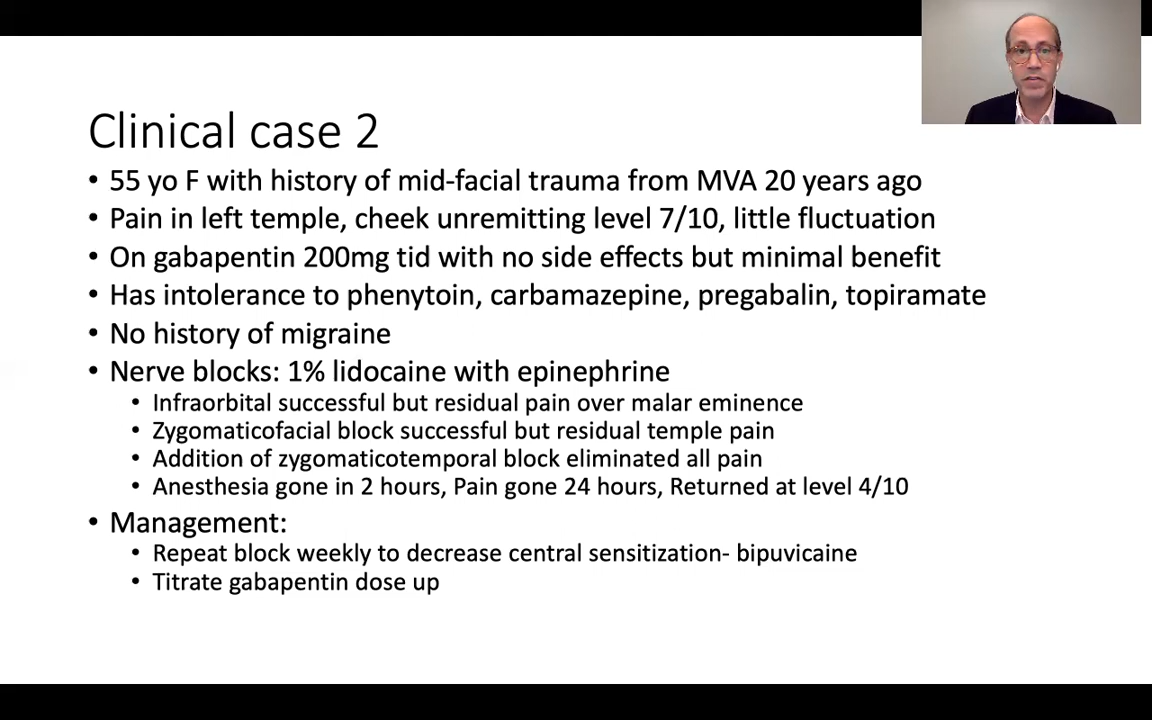 Clinical case 2
• 55 yo F with history of mid-facial trauma from MVA 20 years ago
• Pain in left temple, cheek unremitting level 7/10, little fluctuation
• On gabapentin 200mg tid with no side effects but minimal benefit
• Has intolerance to phenytoin, carbamazepine, pregabalin, topiramate
• No history of migraine
• Nerve blocks: 1% lidocaine with epinephrine
• Infraorbital successful but residual pain over malar eminence
• Zygomaticofacial block successful but residual temple pain
• Addition of zygomaticotemporal block eliminated all pain
• Anesthesia gone in 2 hours, Pain gone 24 hours, Returned at level 4/10
• Management:
• Repeat block weekly to decrease central sensitization- bipuvicaine
• Titrate gabapentin dose up